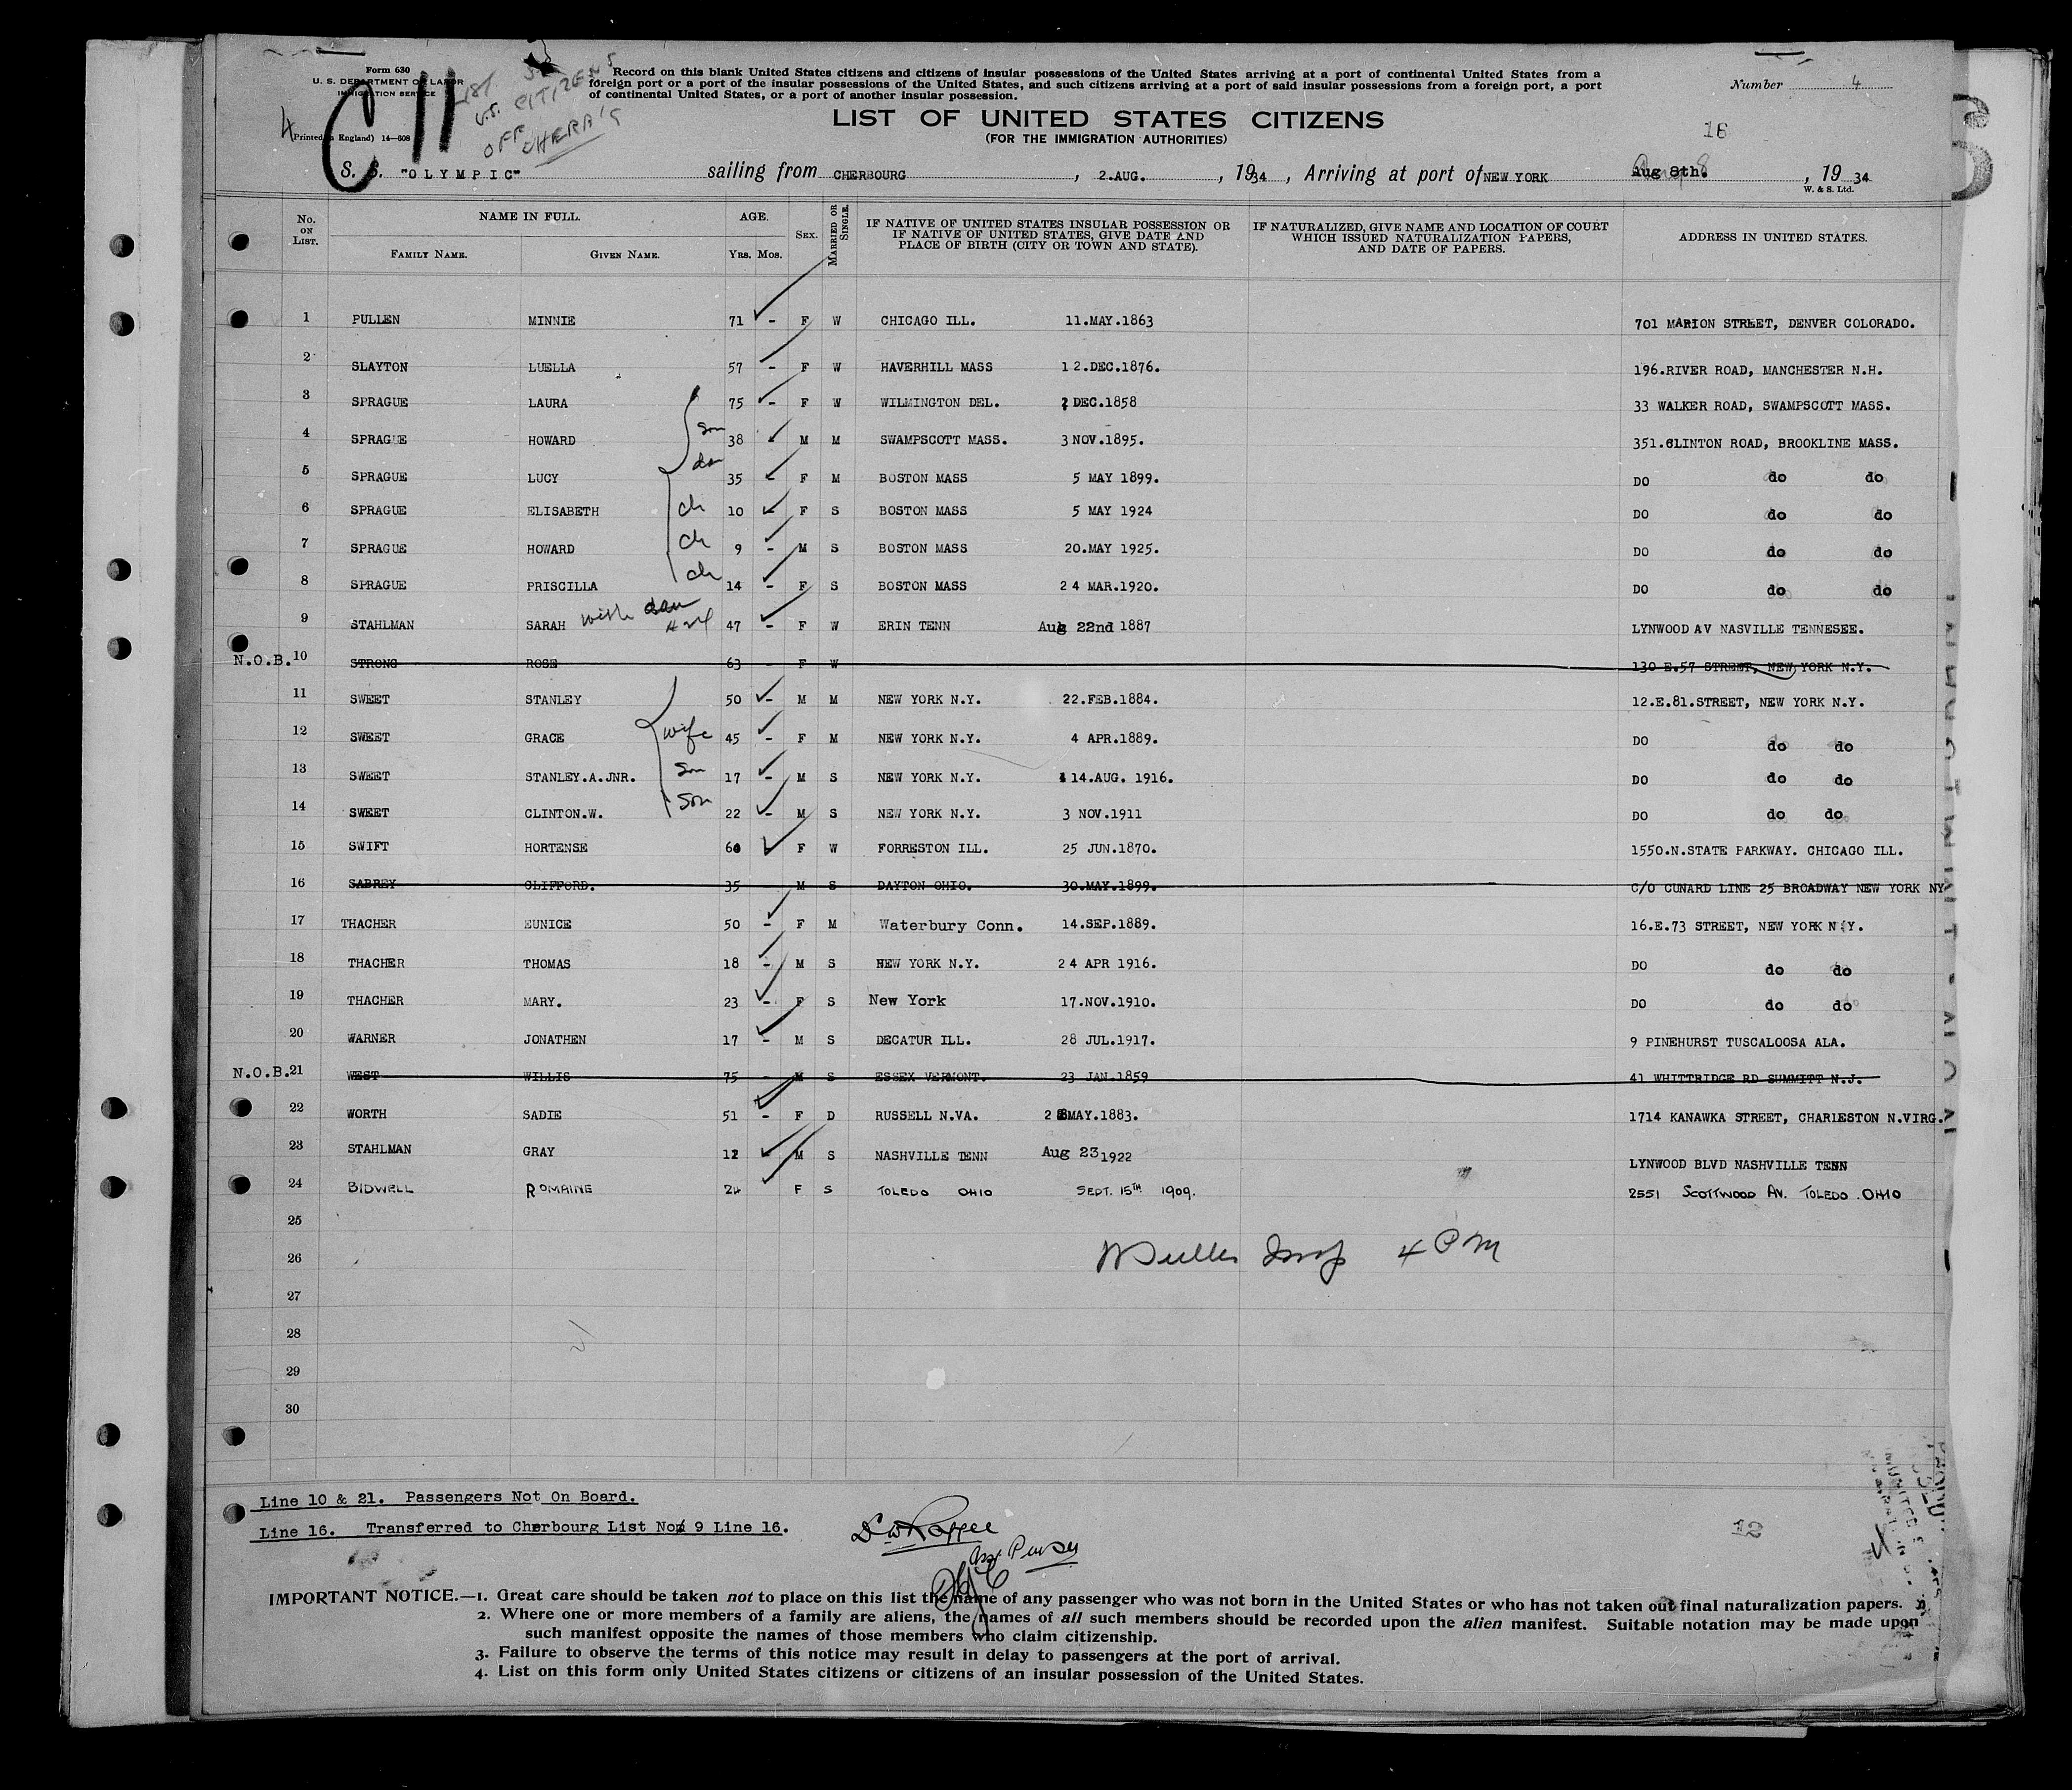 Form 630
U. S. DEPARTMENT OF LABOR
IMMIGRATION SERVICE
(Printed in England) 14—608
4
LIST
U.S. CITIZENS
OFF
Record on this blank United States citizens and citizens of insular possessions of the United States arriving at a port of continental United States from a
foreign port or a port of the insular possessions of the United States, and such citizens arriving at a port of said insular possessions from a foreign port, a port
of continental United States, or a port of another insular possession.
Number 4
LIST OF UNITED STATES CITIZENS
(FOR THE IMMIGRATION AUTHORITIES)
16
S. S. "OLYMPIC" sailing from CHERBOURG, 2.AUG., 1934, Arriving at port of NEW YORK Aug 8th. , 19 34
W. & S. Ltd.
No. ON LIST. NAME IN FULL. AGE. SEX. MARRIED OR SINGLE. IF NATIVE OF UNITED STATES INSULAR POSSESSION OR IF NATIVE OF UNITED STATES, GIVE DATE AND PLACE OF BIRTH (CITY OR TOWN AND STATE). IF NATURALIZED, GIVE NAME AND LOCATION OF COURT WHICH ISSUED NATURALIZATION PAPERS, AND DATE OF PAPERS. ADDRESS IN UNITED STATES.
FAMILY NAME. GIVEN NAME. YRS. MOS.
1 PULLEN MINNIE 71 - F W CHICAGO ILL. 11.MAY.1863 701 MARION STREET, DENVER COLORADO.
2 SLAYTON LUELLA 57 - F W HAVERHILL MASS 12.DEC.1876. 196.RIVER ROAD, MANCHESTER N.H.
3 SPRAGUE LAURA 75 - F W WILMINGTON DEL. DEC.1858 33 WALKER ROAD, SWAMPSCOTT MASS.
4 SPRAGUE HOWARD son 38 M M SWAMPSCOTT MASS. 3 NOV.1895. 351.CLINTON ROAD, BROOKLINE MASS.
5 SPRAGUE LUCY dau 35 F M BOSTON MASS 5 MAY 1899. DO do do
6 SPRAGUE ELISABETH ch 10 F S BOSTON MASS 5 MAY 1924 DO do do
7 SPRAGUE HOWARD ch 9 - M S BOSTON MASS 20.MAY 1925. DO do do
8 SPRAGUE PRISCILLA ch 14 - F S BOSTON MASS 24 MAR.1920. DO do do
9 STAHLMAN SARAH with 47 - F W ERIN TENN Aug 22nd 1887 LYNWOOD AV NASVILLE TENNESEE.
N.O.B. 10 STRONG ROSE 63 F W 130 E.57 STREET, NEW YORK N.Y.
11 SWEET STANLEY 50 - M M NEW YORK N.Y. 22.FEB.1884. 12.E.81.STREET, NEW YORK N.Y.
12 SWEET GRACE wife 45 - F M NEW YORK N.Y. 4 APR.1889. DO do do
13 SWEET STANLEY.A.JNR. son 17 - M S NEW YORK N.Y. 14.AUG. 1916. DO do do
14 SWEET CLINTON.W. son 22 - M S NEW YORK N.Y. 3 NOV.1911 DO do do
15 SWIFT HORTENSE F W FORRESTON ILL. 25 JUN.1870. 1550.N.STATE PARKWAY. CHICAGO ILL.
16 SABREY CLIFFORD. 35 M S DAYTON OHIO. 30.MAY.1899. C/O CUNARD LINE 25 BROADWAY NEW YORK NY
17 THACHER EUNICE 50 - F M Waterbury Conn. 14.SEP.1889. 16.E.73 STREET, NEW YORK N.Y.
18 THACHER THOMAS 18 - M S NEW YORK N.Y. 24 APR 1916. DO do do
19 THACHER MARY. 23 - F S New York 17.NOV.1910. DO do do
20 WARNER JONATHEN 17 - M S DECATUR ILL. 28 JUL.1917. 9 PINEHURST TUSCALOOSA ALA.
N.O.B. 21 WEST WILLIS 75 M S ESSEX VERMONT. 23 JAN.1859 41 WHITTRIDGE RD SUMMITT N.J.
22 WORTH SADIE 51 - F D RUSSELL N.VA. MAY.1883. 1714 KANAWKA STREET, CHARLESTON N.VIRG.
23 STAHLMAN GRAY 12 M S NASHVILLE TENN Aug 23 1922 LYNWOOD BLVD NASHVILLE TENN
24 BIDWELL ROMAINE 24 F S TOLEDO OHIO SEPT. 15TH 1909. 2551 SCOTTWOOD AV. TOLEDO. OHIO
25
26 4 PM
27
28
29
30
Line 10 & 21. Passengers Not On Board.
Line 16. Transferred to Cherbourg List No 9 Line 16.
12
IMPORTANT NOTICE.—1. Great care should be taken not to place on this list the name of any passenger who was not born in the United States or who has not taken out final naturalization papers.
2. Where one or more members of a family are aliens, the names of all such members should be recorded upon the alien manifest. Suitable notation may be made upon
such manifest opposite the names of those members who claim citizenship.
3. Failure to observe the terms of this notice may result in delay to passengers at the port of arrival.
4. List on this form only United States citizens or citizens of an insular possession of the United States.